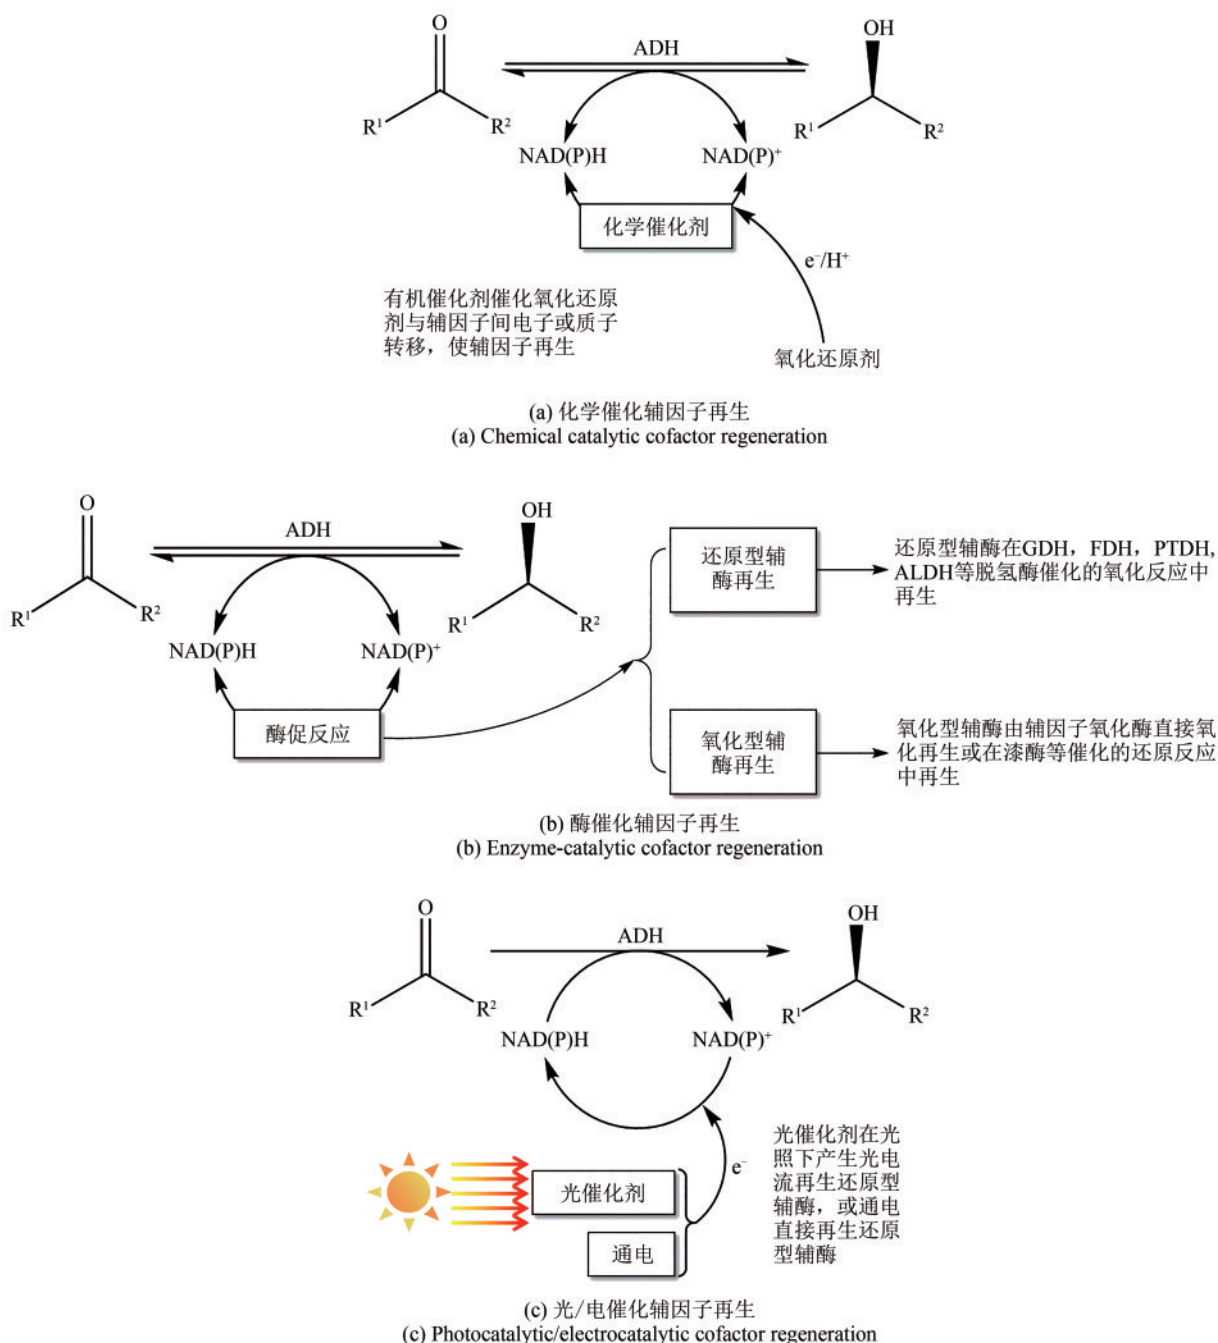 O
OH
ADH
R¹
R²
R¹
R²
NAD(P)H
NAD(P)⁺
化学催化剂
e⁻/H⁺
有机催化剂催化氧化还原
剂与辅因子间电子或质子
转移，使辅因子再生
氧化还原剂
(a) 化学催化辅因子再生
(a) Chemical catalytic cofactor regeneration
O
OH
ADH
R¹
R²
R¹
R²
NAD(P)H
NAD(P)⁺
酶促反应
还原型辅
酶再生
还原型辅酶在GDH，FDH，PTDH,
ALDH等脱氢酶催化的氧化反应中
再生
氧化型辅
酶再生
氧化型辅酶由辅因子氧化酶直接氧
化再生或在漆酶等催化的还原反应
中再生
(b) 酶催化辅因子再生
(b) Enzyme-catalytic cofactor regeneration
O
OH
ADH
R¹
R²
R¹
R²
NAD(P)H
NAD(P)⁺
e⁻
光催化剂
通电
光催化剂在光
照下产生光电
流再生还原型
辅酶，或通电
直接再生还原
型辅酶
(c) 光/电催化辅因子再生
(c) Photocatalytic/electrocatalytic cofactor regeneration